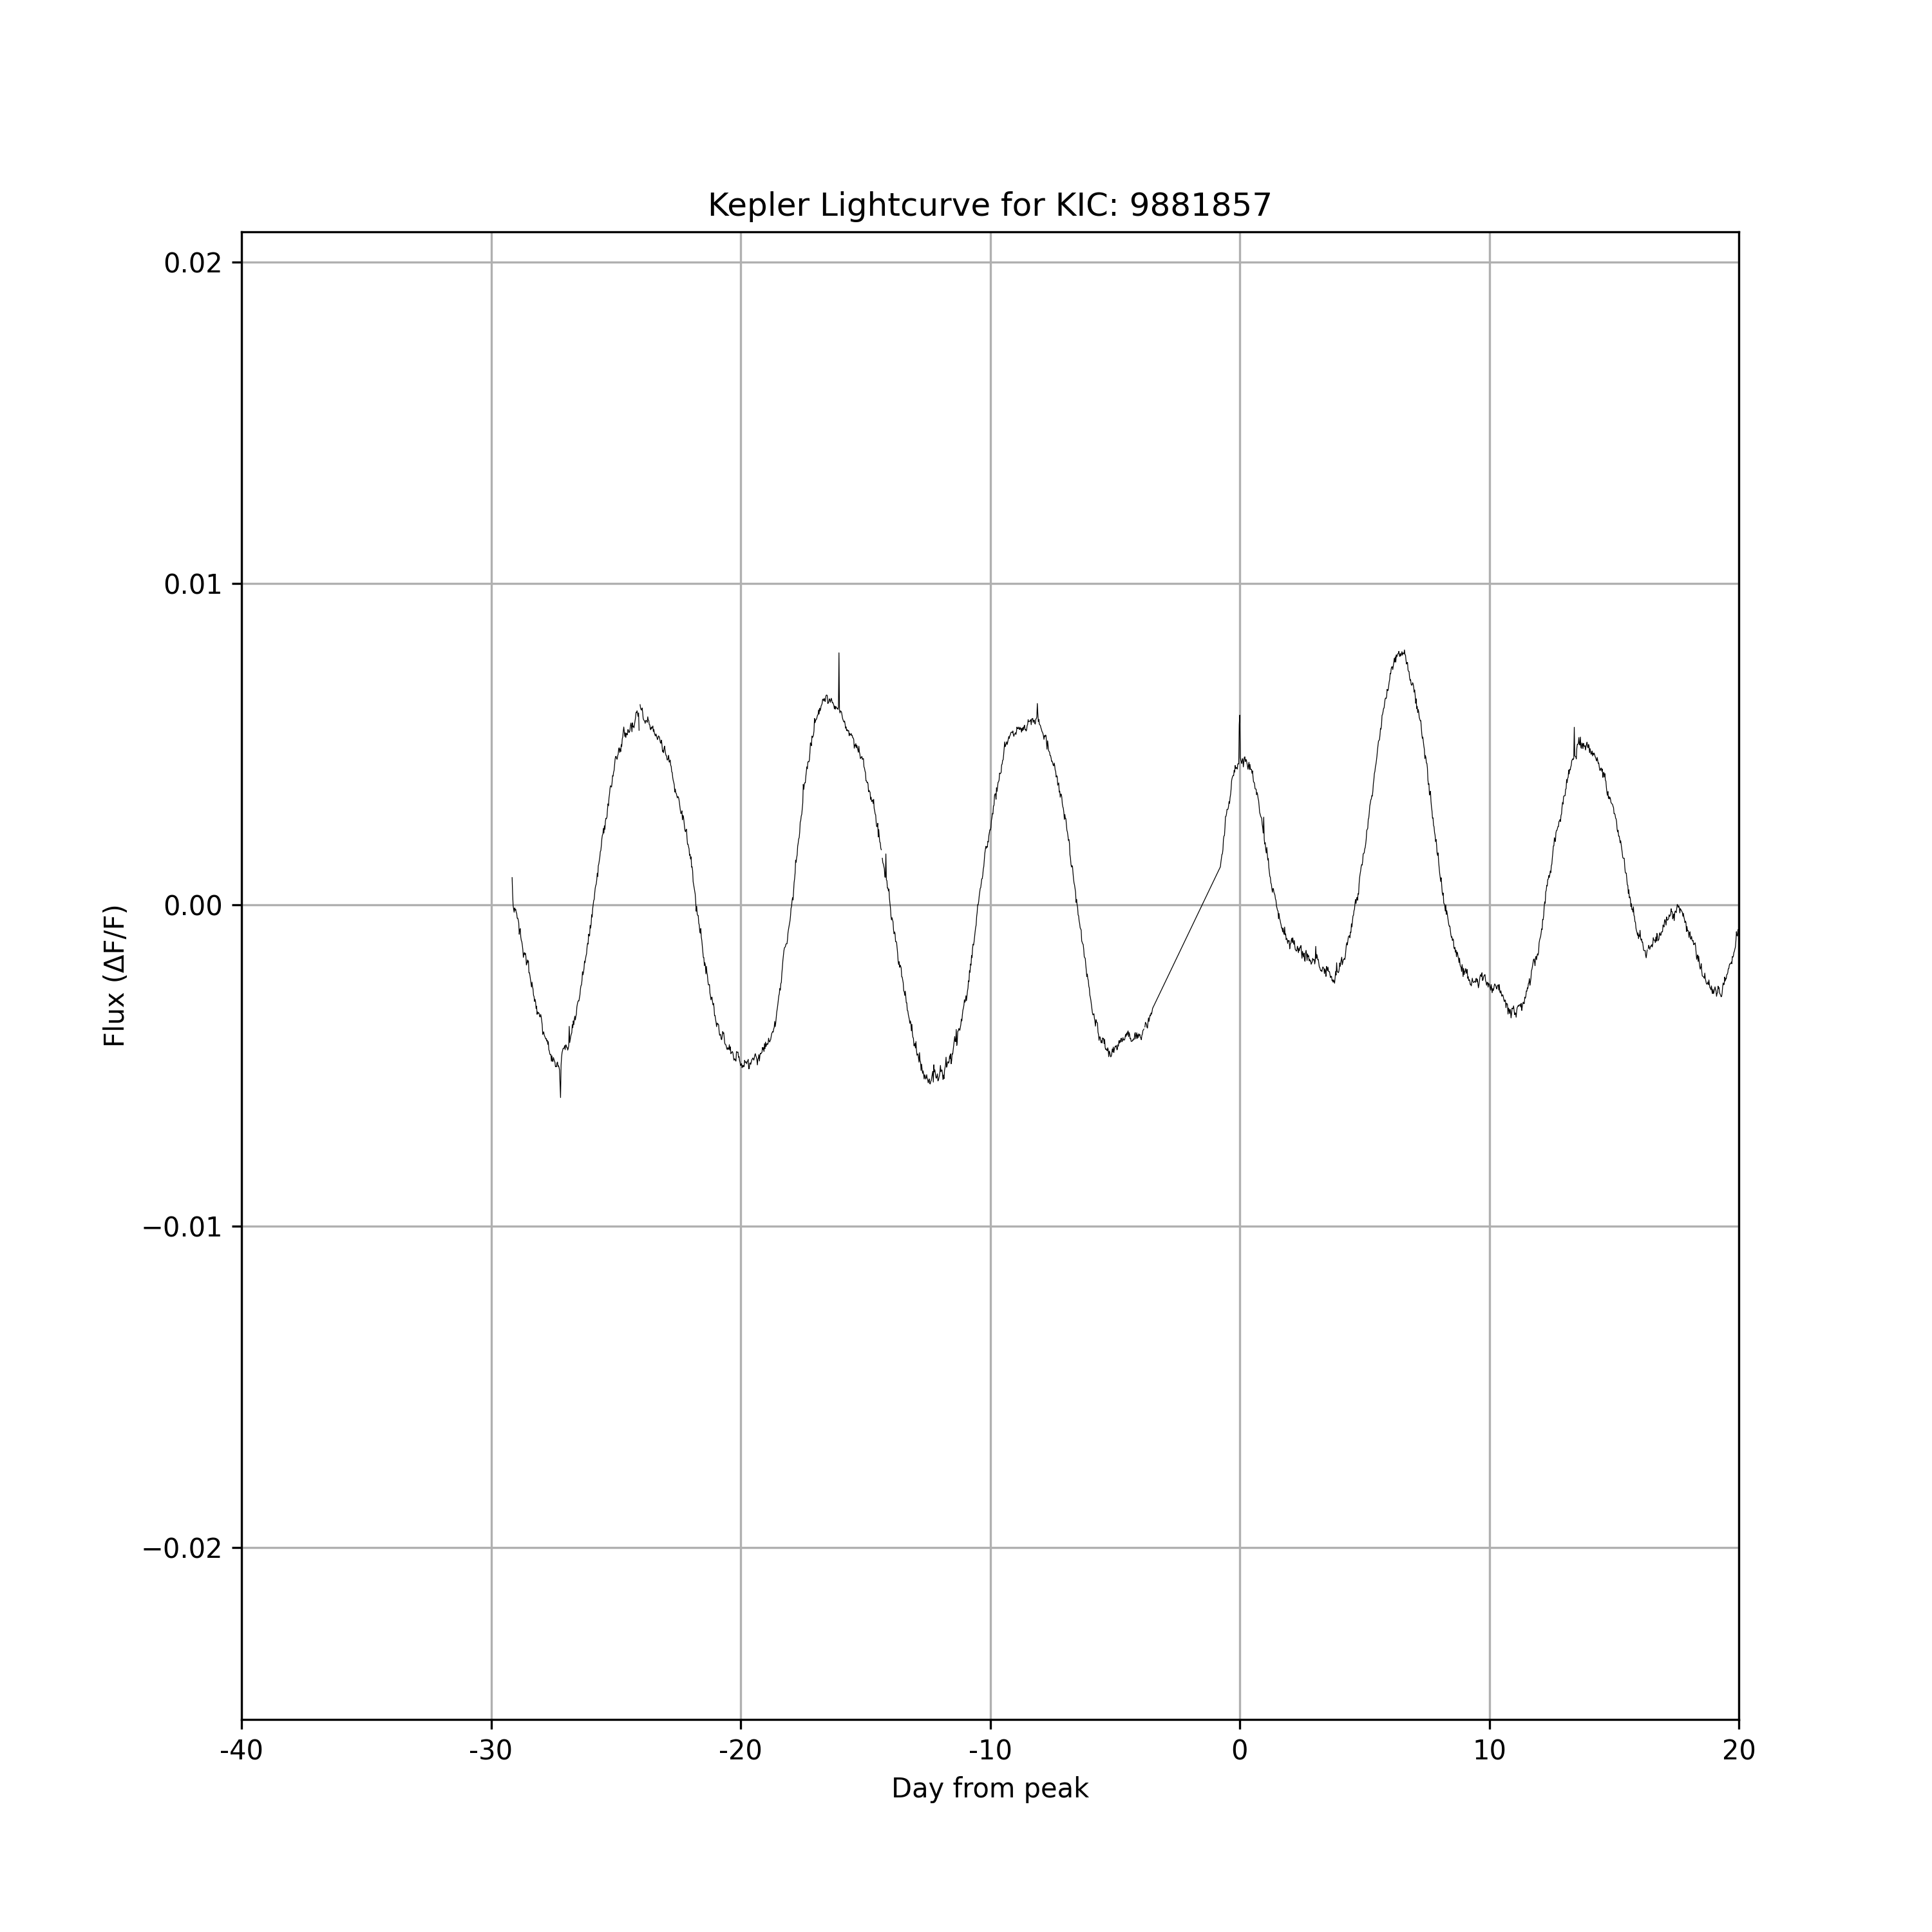 Kepler Lightcurve for KIC: 9881857
0.02
0.01
0.00
−0.01
−0.02
Flux (ΔF/F)
-40 -30 -20 -10 0 10 20
Day from peak